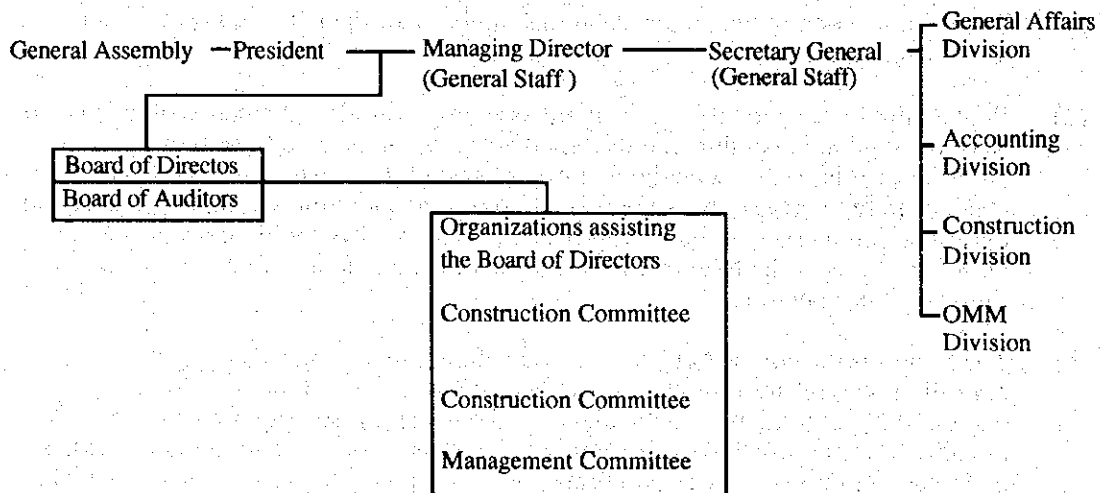 General Assembly
President
Managing Director
(General Staff )
Secretary General
(General Staff)
General Affairs
Division
Accounting
Division
Construction
Division
OMM
Division
Board of Directos
Board of Auditors
Organizations assisting
the Board of Directors
Construction Committee
Construction Committee
Management Committee